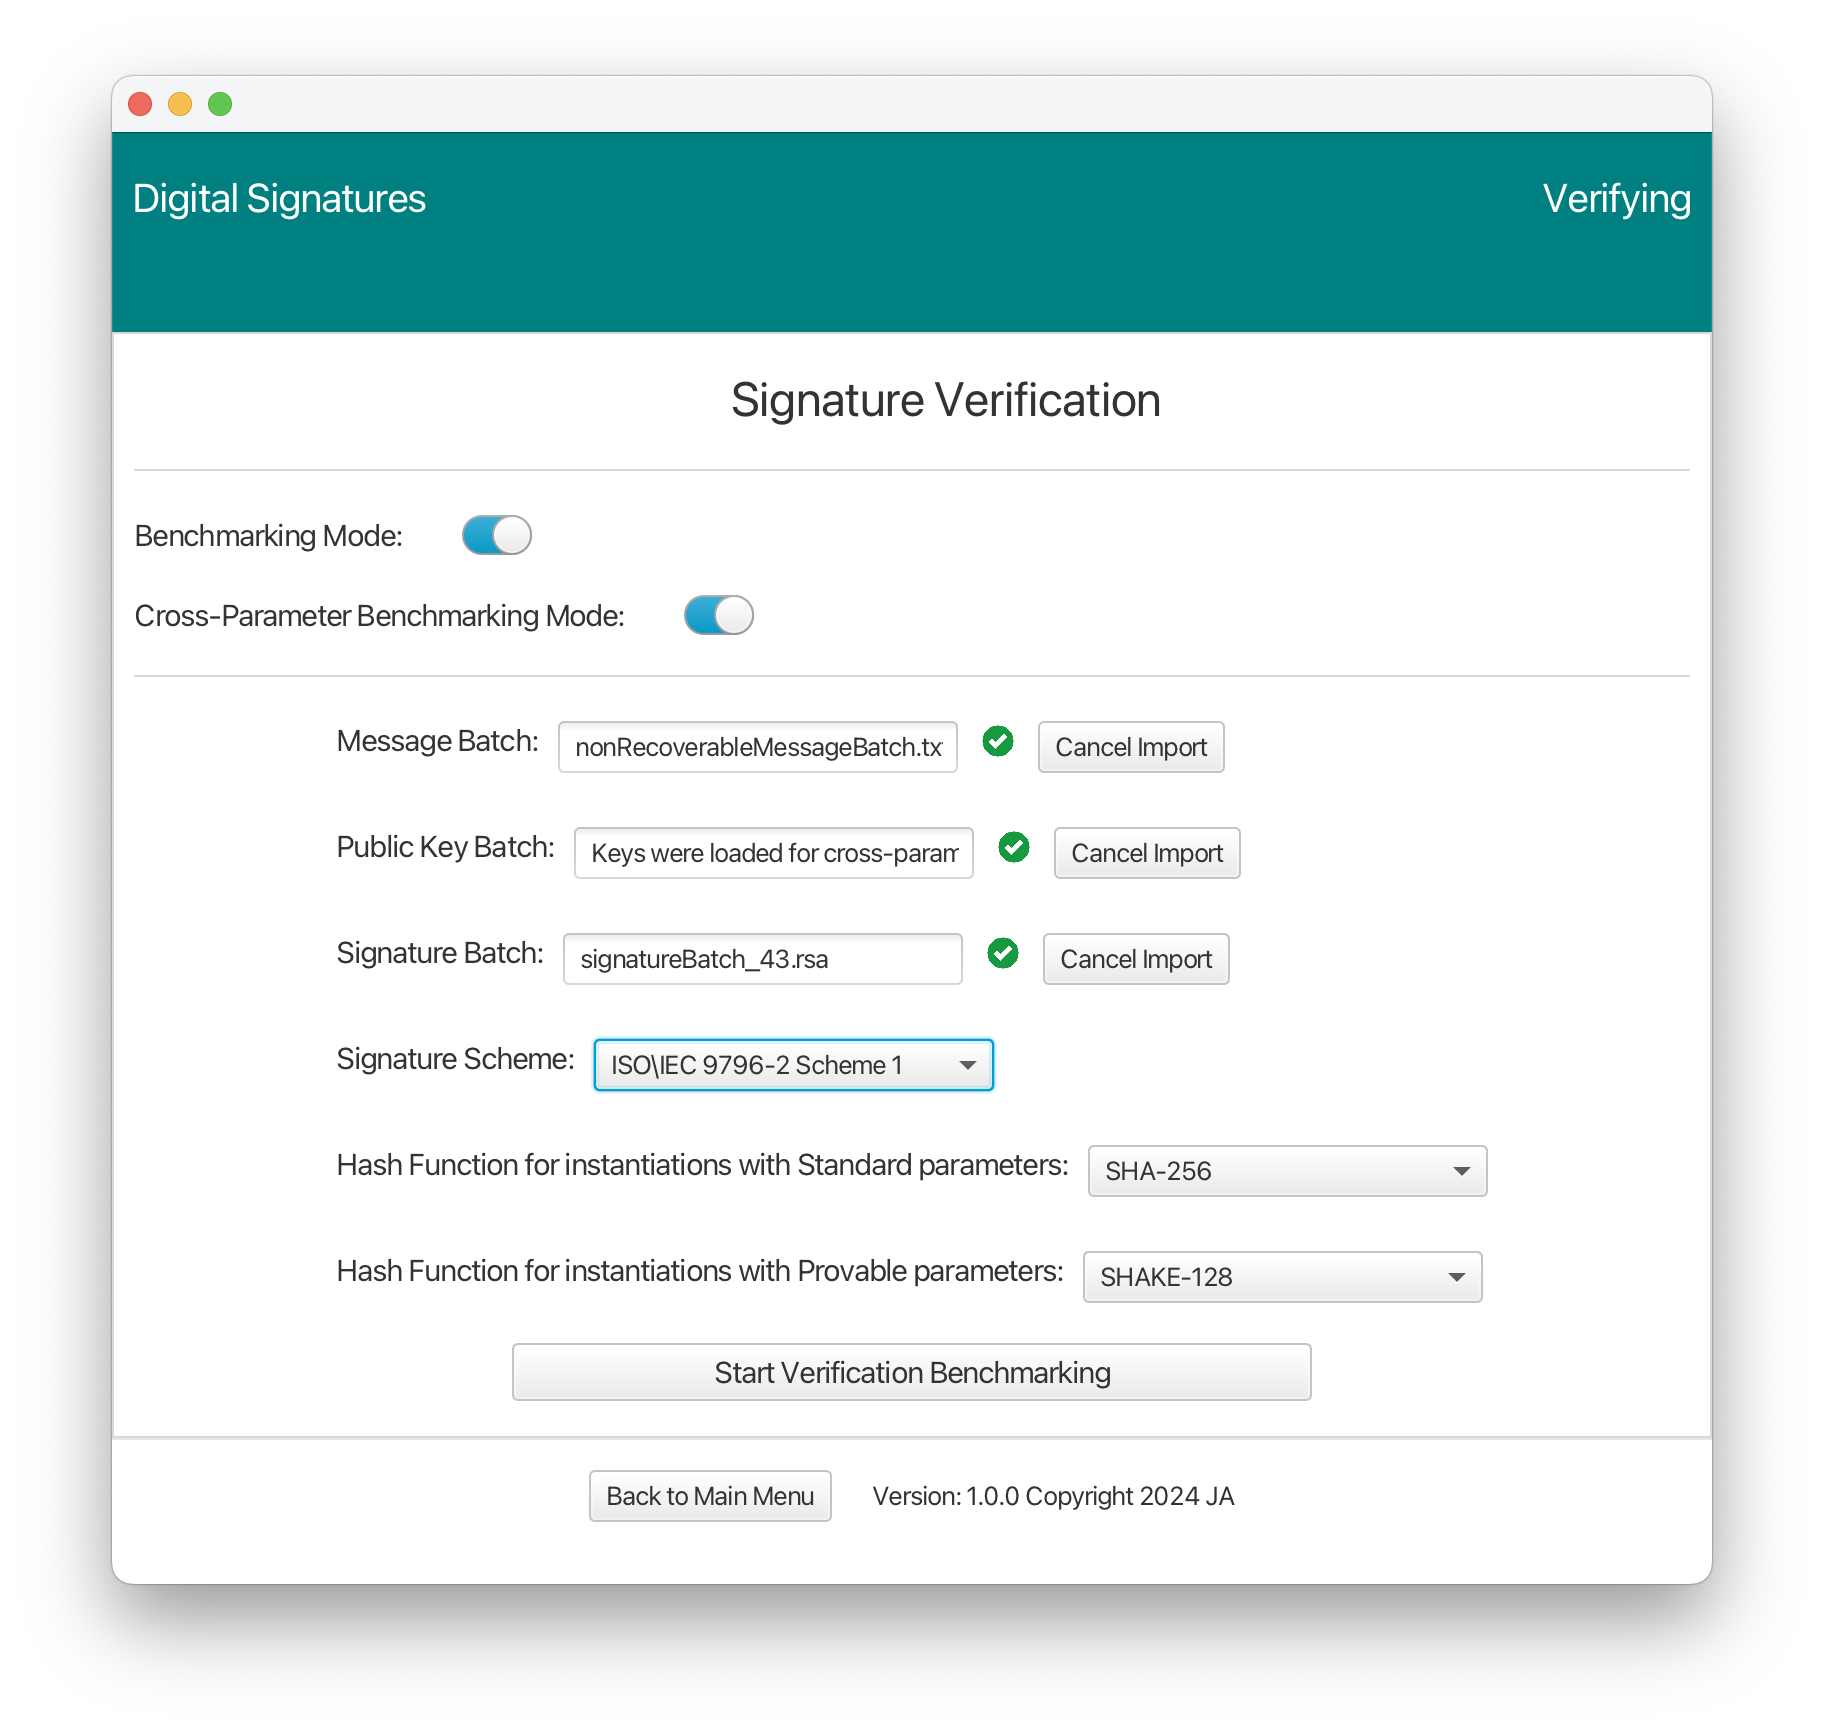 Digital Signatures
Verifying
Signature Verification
Benchmarking Mode:
Cross-Parameter Benchmarking Mode:
Message Batch: nonRecoverableMessageBatch.tx Cancel Import
Public Key Batch: Keys were loaded for cross-param Cancel Import
Signature Batch: signatureBatch_43.rsa Cancel Import
Signature Scheme: ISO\IEC 9796-2 Scheme 1
Hash Function for instantiations with Standard parameters: SHA-256
Hash Function for instantiations with Provable parameters: SHAKE-128
Start Verification Benchmarking
Back to Main Menu Version: 1.0.0 Copyright 2024 JA